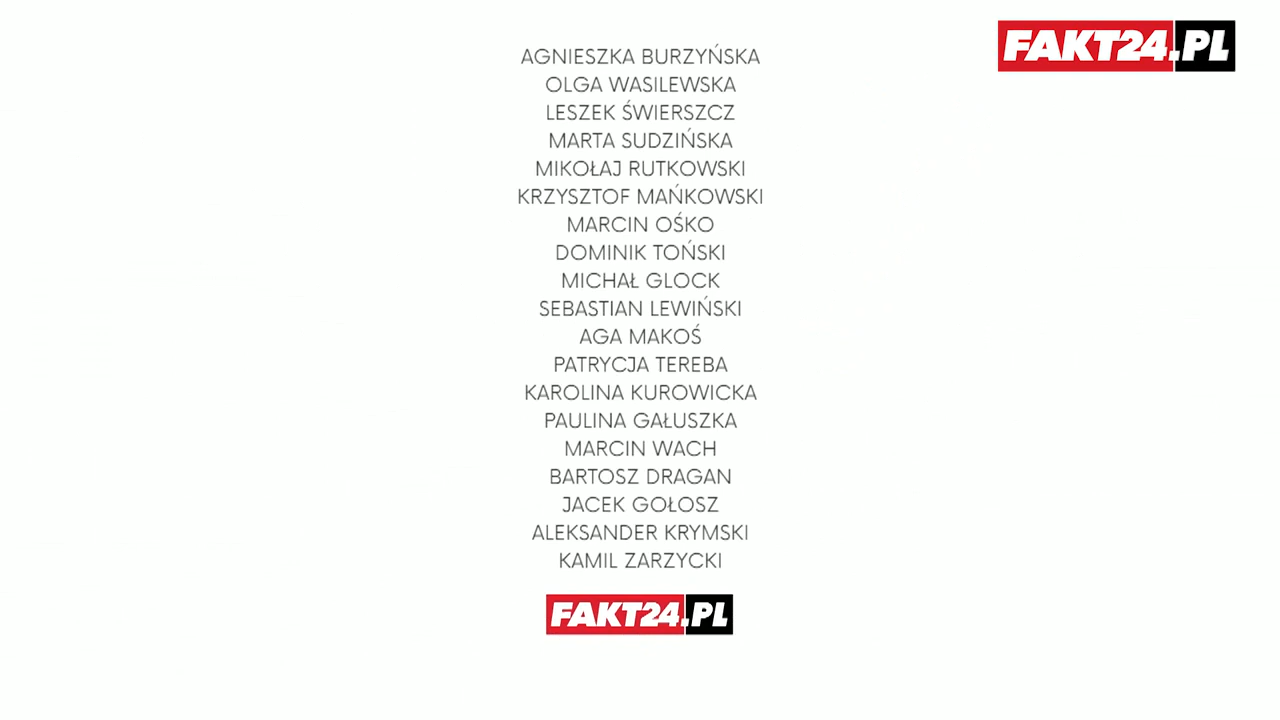 FAKT24.PL
AGNIESZKA BURZYŃSKA
OLGA WASILEWSKA
LESZEK ŚWIERSZCZ
MARTA SUDZIŃSKA
MIKOŁAJ RUTKOWSKI
KRZYSZTOF MAŃKOWSKI
MARCIN OŚKO
DOMINIK TOŃSKI
MICHAŁ GLOCK
SEBASTIAN LEWIŃSKI
AGA MAKOŚ
PATRYCJA TEREBA
KAROLINA KUROWICKA
PAULINA GAŁUSZKA
MARCIN WACH
BARTOSZ DRAGAN
JACEK GOŁOSZ
ALEKSANDER KRYMSKI
KAMIL ZARZYCKI
FAKT24.PL